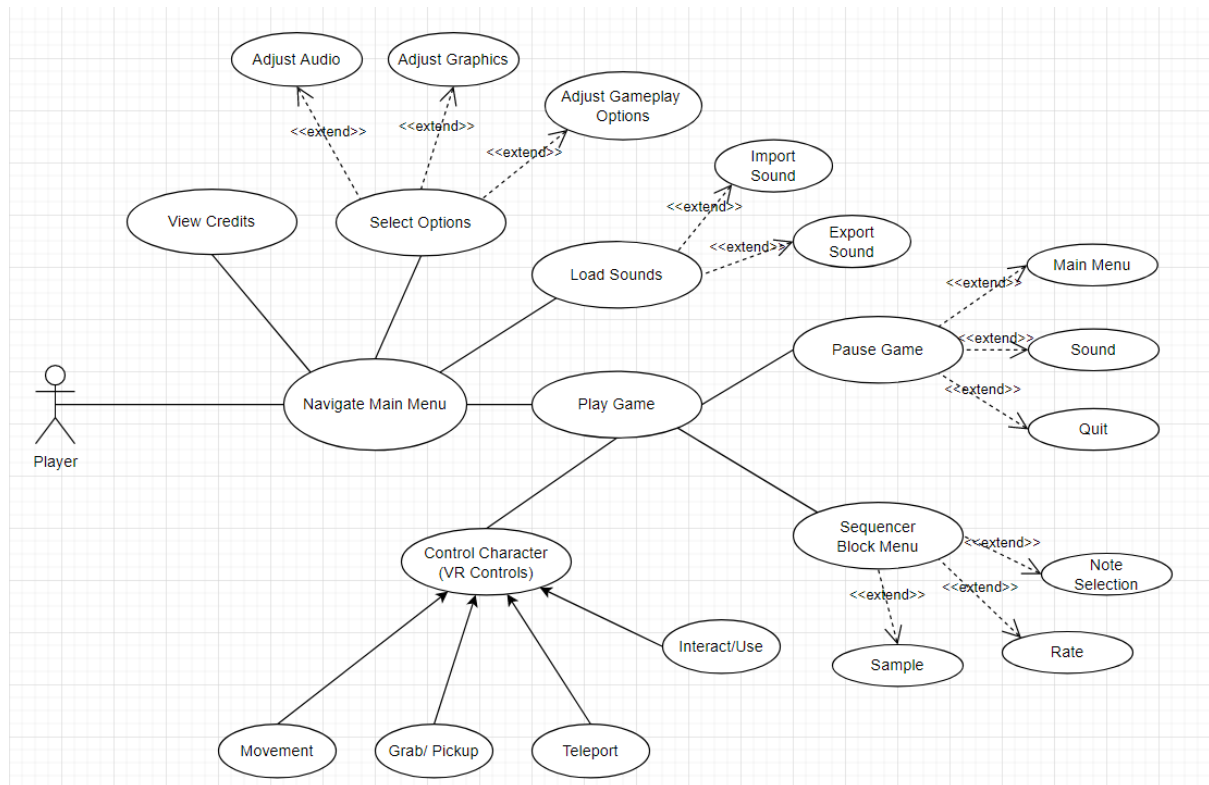 Adjust Audio
Adjust Graphics
Adjust Gameplay
Options
<<extend>>
<<extend>>
<<extend>>
Import
Sound
<<extend>>
View Credits
Select Options
Export
Sound
<<extend>>
Load Sounds
Main Menu
<<extend>>
Pause Game
<<extend>>
Sound
<<extend>>
Navigate Main Menu
Play Game
Quit
Player
Sequencer
Block Menu
<<extend>>
Control Character
(VR Controls)
Note
Selection
<<extend>>
<<extend>>
Interact/Use
Sample
Rate
Movement
Grab/ Pickup
Teleport